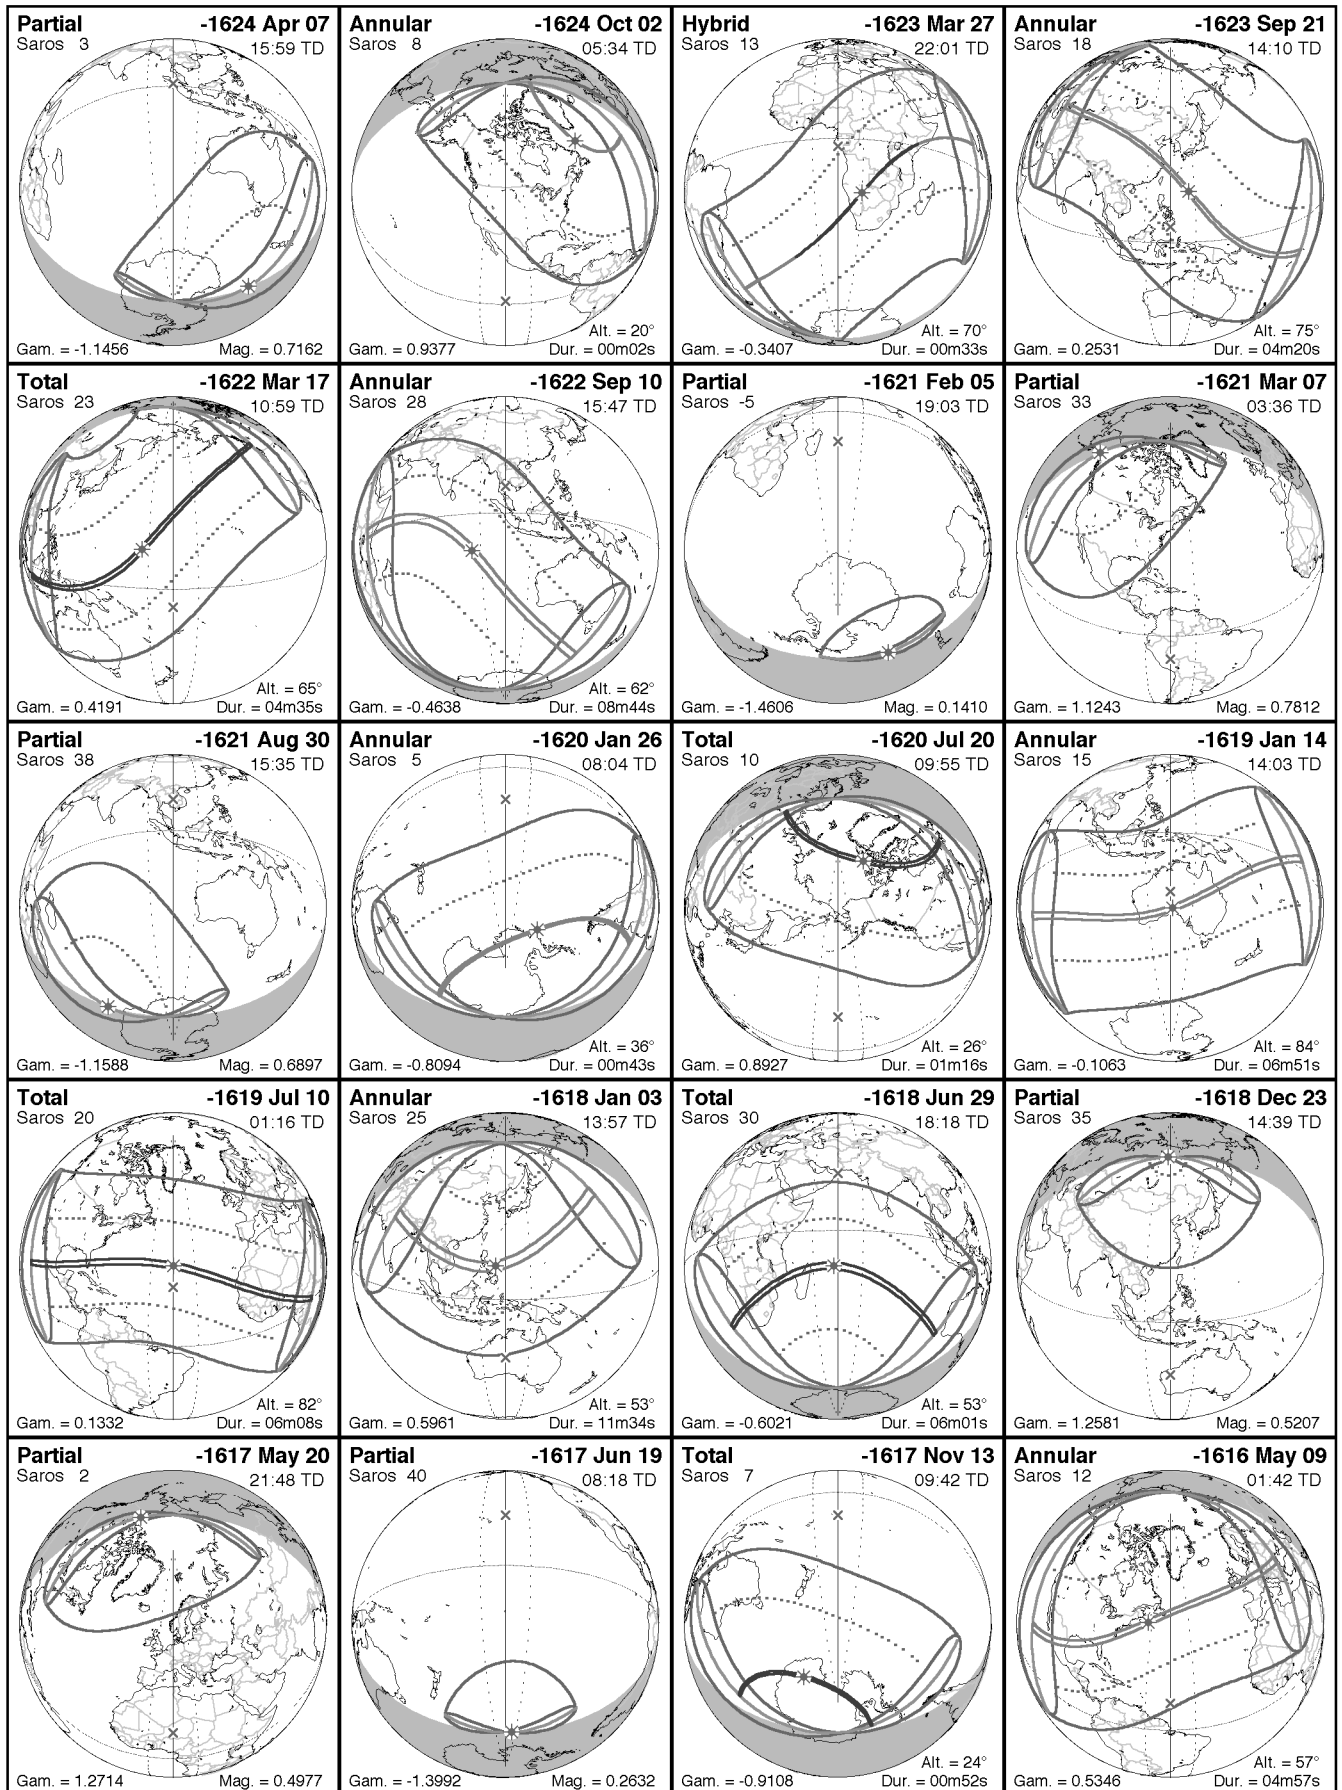 Partial -1624 Apr 07
Saros 3 15:59 TD
Gam. = -1.1456 Mag. = 0.7162
Annular -1624 Oct 02
Saros 8 05:34 TD
Alt. = 20°
Gam. = 0.9377 Dur. = 00m02s
Hybrid -1623 Mar 27
Saros 13 22:01 TD
Alt. = 70°
Gam. = -0.3407 Dur. = 00m33s
Annular -1623 Sep 21
Saros 18 14:10 TD
Alt. = 75°
Gam. = 0.2531 Dur. = 04m20s
Total -1622 Mar 17
Saros 23 10:59 TD
Alt. = 65°
Gam. = 0.4191 Dur. = 04m35s
Annular -1622 Sep 10
Saros 28 15:47 TD
Alt. = 62°
Gam. = -0.4638 Dur. = 08m44s
Partial -1621 Feb 05
Saros -5 19:03 TD
Gam. = -1.4606 Mag. = 0.1410
Partial -1621 Mar 07
Saros 33 03:36 TD
Gam. = 1.1243 Mag. = 0.7812
Partial -1621 Aug 30
Saros 38 15:35 TD
Gam. = -1.1588 Mag. = 0.6897
Annular -1620 Jan 26
Saros 5 08:04 TD
Alt. = 36°
Gam. = -0.8094 Dur. = 00m43s
Total -1620 Jul 20
Saros 10 09:55 TD
Alt. = 26°
Gam. = 0.8927 Dur. = 01m16s
Annular -1619 Jan 14
Saros 15 14:03 TD
Alt. = 84°
Gam. = -0.1063 Dur. = 06m51s
Total -1619 Jul 10
Saros 20 01:16 TD
Alt. = 82°
Gam. = 0.1332 Dur. = 06m08s
Annular -1618 Jan 03
Saros 25 13:57 TD
Alt. = 53°
Gam. = 0.5961 Dur. = 11m34s
Total -1618 Jun 29
Saros 30 18:18 TD
Alt. = 53°
Gam. = -0.6021 Dur. = 06m01s
Partial -1618 Dec 23
Saros 35 14:39 TD
Gam. = 1.2581 Mag. = 0.5207
Partial -1617 May 20
Saros 2 21:48 TD
Gam. = 1.2714 Mag. = 0.4977
Partial -1617 Jun 19
Saros 40 08:18 TD
Gam. = -1.3992 Mag. = 0.2632
Total -1617 Nov 13
Saros 7 09:42 TD
Alt. = 24°
Gam. = -0.9108 Dur. = 00m52s
Annular -1616 May 09
Saros 12 01:42 TD
Alt. = 57°
Gam. = 0.5346 Dur. = 04m57s